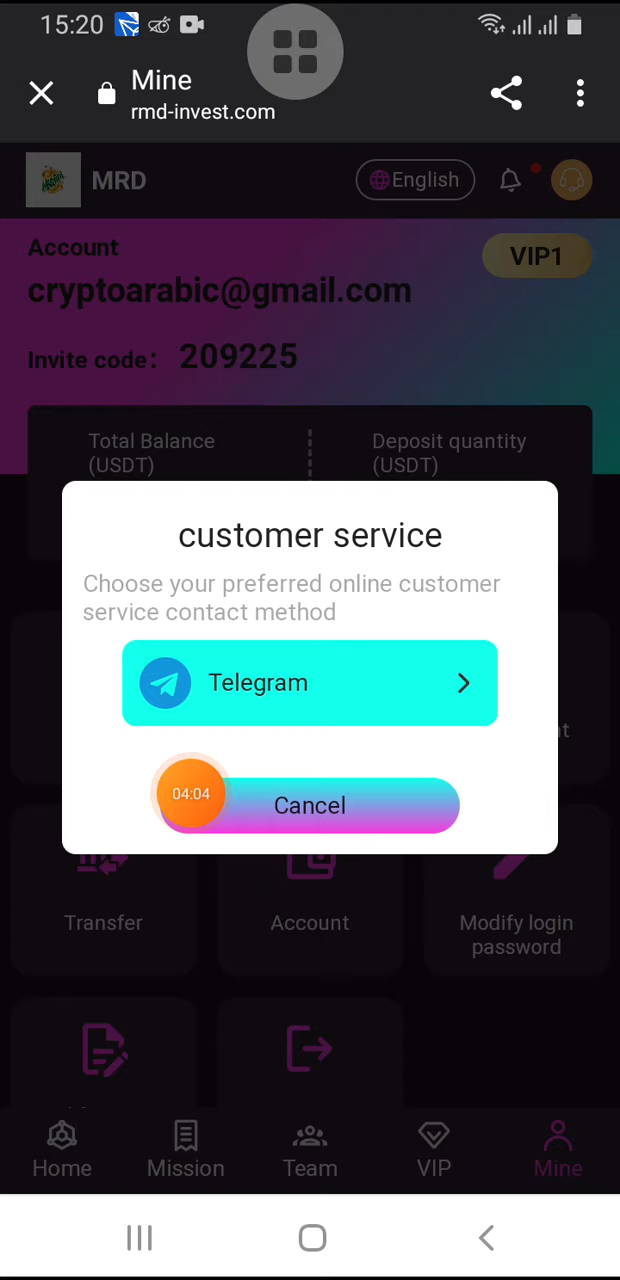 15:20
Mine
rmd-invest.com
MRD
English
Account
VIP1
cryptoarabic@gmail.com
Invite code: 209225
Total Balance
(USDT)
Deposit quantity
(USDT)
customer service
Choose your preferred online customer
service contact method
Telegram
04:04
Cancel
Transfer
Account
Modify login
password
Home
Mission
Team
VIP
Mine